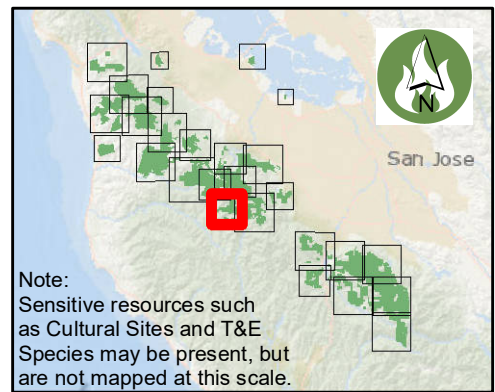 N
San Jose
Note:
Sensitive resources such
as Cultural Sites and T&E
Species may be present, but
are not mapped at this scale.